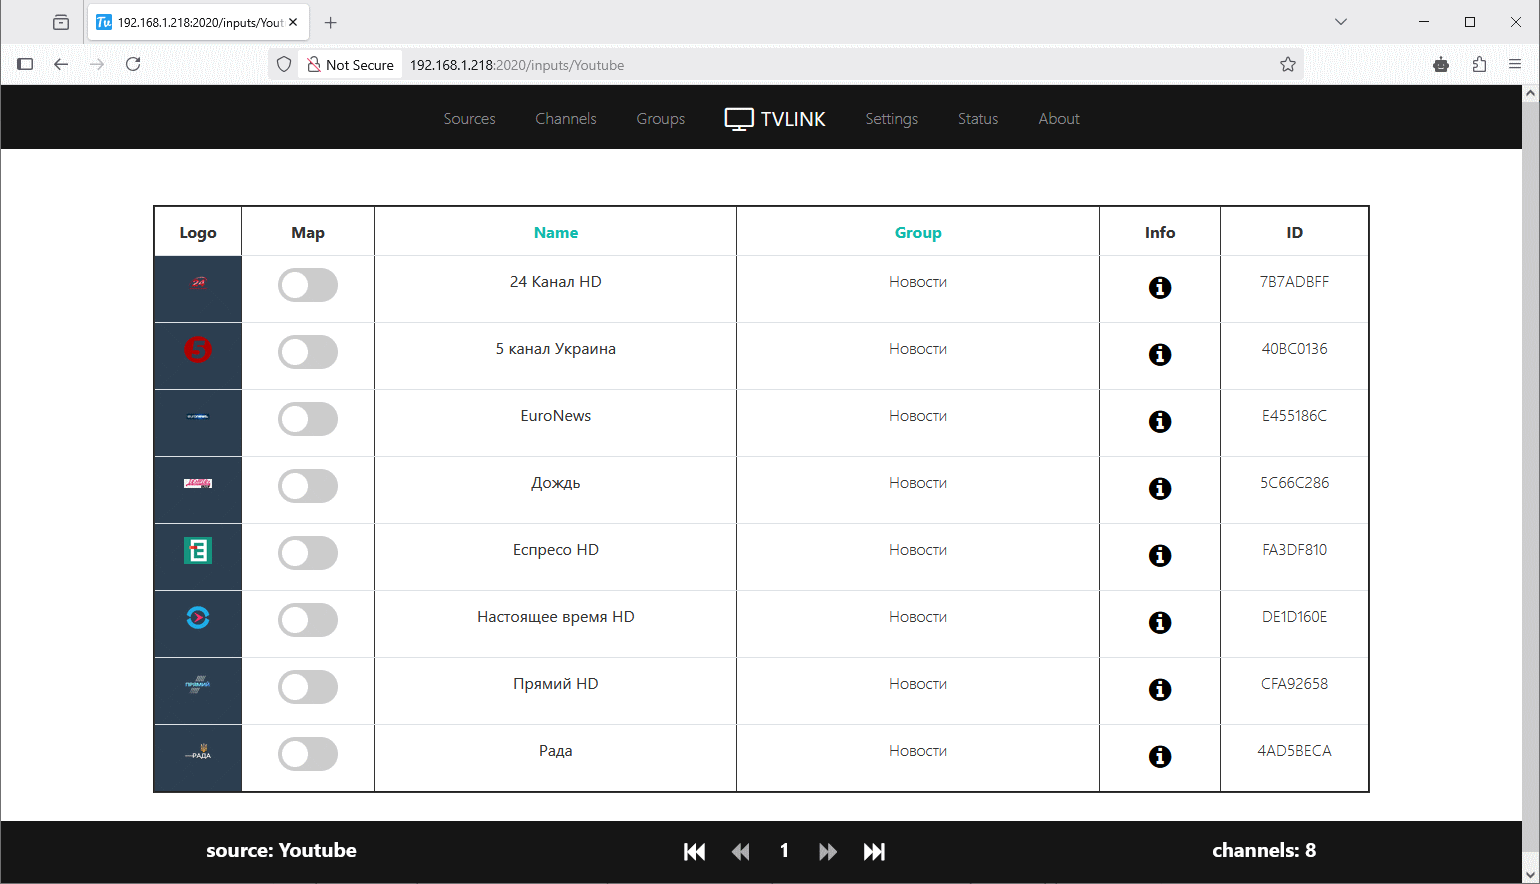 192.168.1.218:2020/inputs/Yout
Not Secure 192.168.1.218:2020/inputs/Youtube
Sources Channels Groups TVLINK Settings Status About
Logo Map Name Group Info ID
24 Канал HD Новости 7B7ADBFF
5 5 канал Украина Новости 40BC0136
EuroNews Новости E455186C
Дождь Новости 5C66C286
E Еспресо HD Новости FA3DF810
Настоящее время HD Новости DE1D160E
ПРЯМИЙ Прямий HD Новости CFA92658
РАДА Рада Новости 4AD5BECA
source: Youtube 1 channels: 8